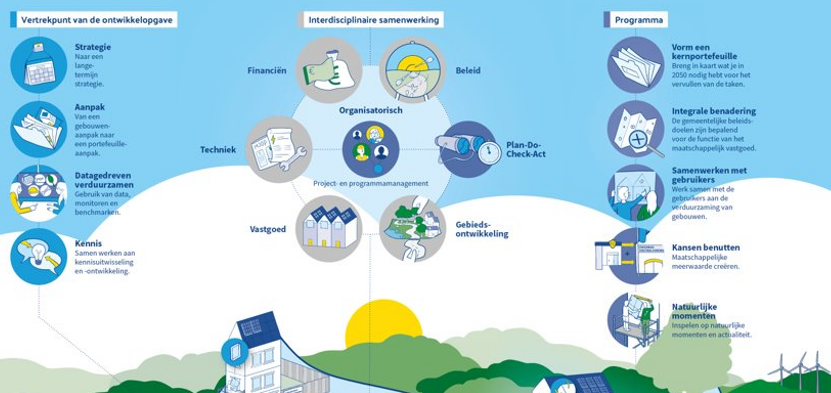 Vertrekpunt van de ontwikkelopgave
Strategie
Naar een
lange-
termijn
strategie.
Aanpak
Van een
gebouwen-
aanpak naar
een portefeuille-
aanpak.
Datagedreven
verduurzamen
Gebruik van data,
monitoren en
benchmarken.
Kennis
Samen werken aan
kennisuitwisseling
en -ontwikkeling.
Interdisciplinaire samenwerking
Financiën
Beleid
Organisatorisch
Techniek
Plan-Do-
Check-Act
Project- en programmamanagement
Vastgoed
Gebieds-
ontwikkeling
Programma
Vorm een
kernportefeuille
Breng in kaart wat je in
2050 nodig hebt voor het
vervullen van de taken.
Integrale benadering
De gemeentelijke beleids-
doelen zijn bepalend
voor de functie van het
maatschappelijk vastgoed.
Samenwerken met
gebruikers
Werk samen met de
gebruikers aan de
verduurzaming van
gebouwen.
Kansen benutten
Maatschappelijke
meerwaarde creëren.
Natuurlijke
momenten
Inspelen op natuurlijke
momenten en actualiteit.